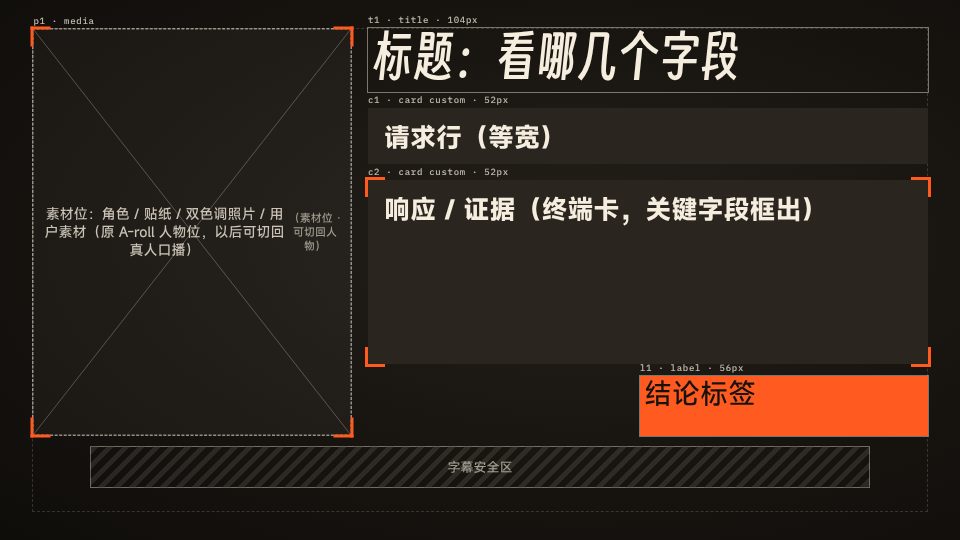 p1 · media
t1 · title · 104px
标题：看哪几个字段
c1 · card custom · 52px
请求行（等宽）
c2 · card custom · 52px
响应 / 证据（终端卡，关键字段框出）
素材位：角色 / 贴纸 / 双色调照片 / 用
户素材（原 A-roll 人物位，以后可切回
真人口播）
（素材位 ·
可切回人
物）
l1 · label · 56px
结论标签
字幕安全区